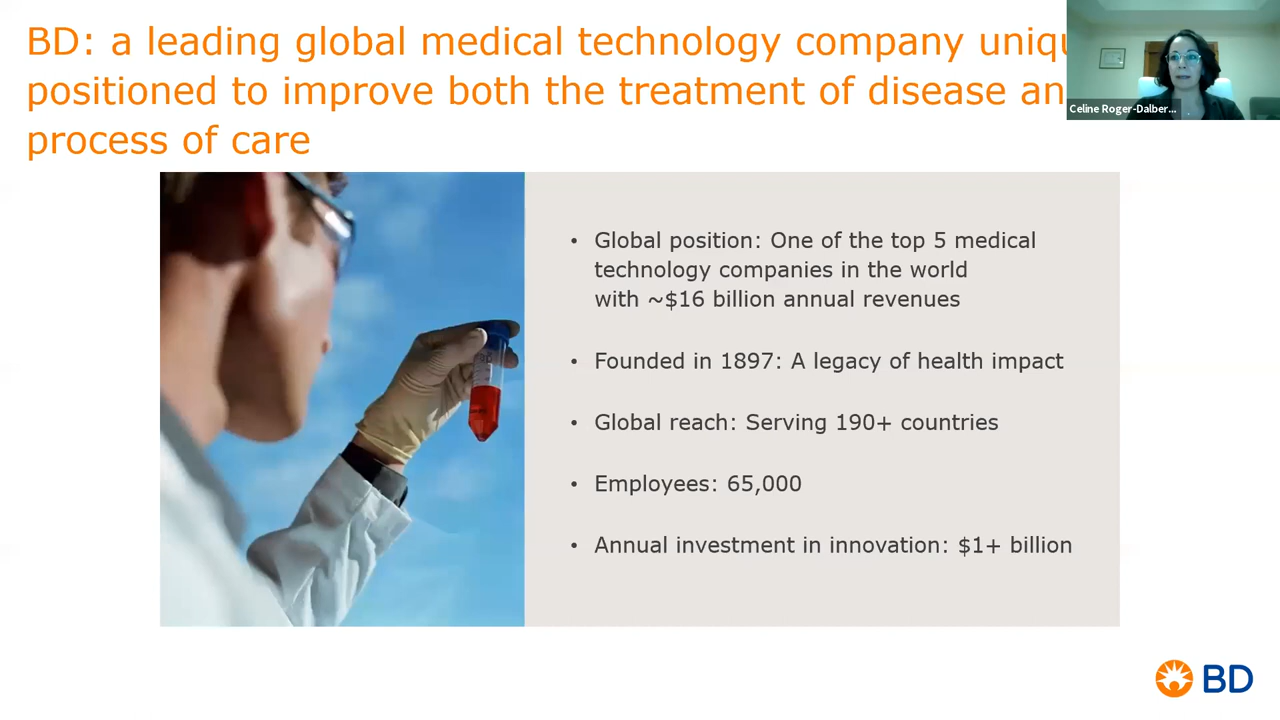 BD: a leading global medical technology company
positioned to improve both the treatment of disease
process of care
Celine Roger-Dalber...
• Global position: One of the top 5 medical
technology companies in the world
with ~$16 billion annual revenues
• Founded in 1897: A legacy of health impact
• Global reach: Serving 190+ countries
• Employees: 65,000
• Annual investment in innovation: $1+ billion
BD